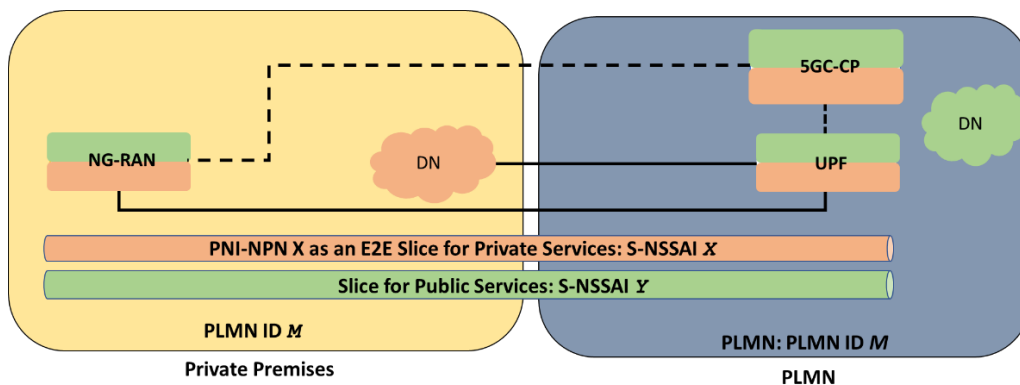 5GC-CP
DN
NG-RAN
DN
UPF
PNI-NPN X as an E2E Slice for Private Services: S-NSSAI X
Slice for Public Services: S-NSSAI Y
PLMN ID M
PLMN: PLMN ID M
Private Premises
PLMN